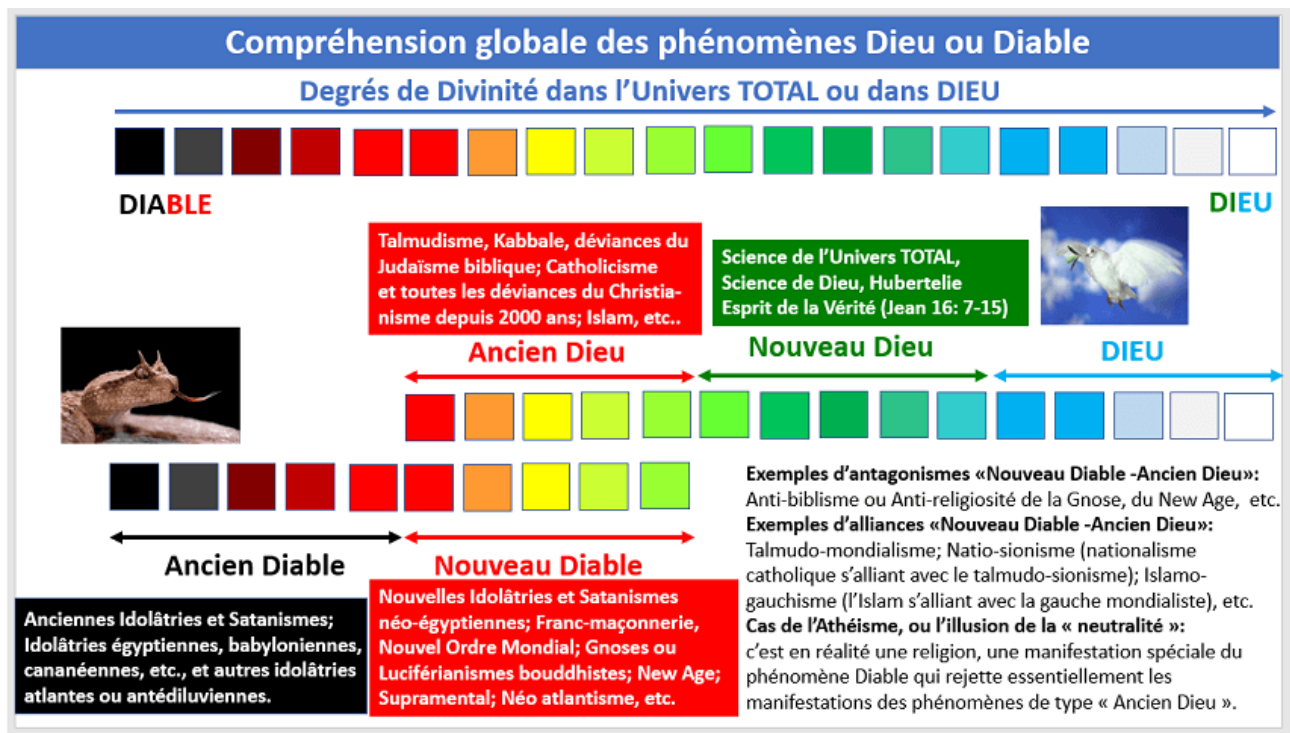 Compréhension globale des phénomènes Dieu ou Diable
Degrés de Divinité dans l’Univers TOTAL ou dans DIEU
DIABLE
DIEU
Talmudisme, Kabbale, déviances du
Judaïsme biblique; Catholicisme
et toutes les déviances du Christia-
nisme depuis 2000 ans; Islam, etc..
Science de l’Univers TOTAL,
Science de Dieu, Hubertelie
Esprit de la Vérité (Jean 16: 7-15)
Ancien Dieu
Nouveau Dieu
DIEU
Ancien Diable
Nouveau Diable
Anciennes Idolâtries et Satanismes;
Idolâtries égyptiennes, babyloniennes,
cananéennes, etc., et autres idolâtries
atlantes ou antédiluviennes.
Nouvelles Idolâtries et Satanismes
néo-égyptiennes; Franc-maçonnerie,
Nouvel Ordre Mondial; Gnoses ou
Luciférianismes bouddhistes; New Age;
Supramental; Néo atlantisme, etc.
Exemples d’antagonismes «Nouveau Diable -Ancien Dieu»:
Anti-biblisme ou Anti-religiosité de la Gnose, du New Age, etc.
Exemples d’alliances «Nouveau Diable -Ancien Dieu»:
Talmudo-mondialisme; Natio-sionisme (nationalisme
catholique s’alliant avec le talmudo-sionisme); Islamo-
gauchisme (l’Islam s’alliant avec la gauche mondialiste), etc.
Cas de l’Athéisme, ou l’illusion de la « neutralité »:
c’est en réalité une religion, une manifestation spéciale du
phénomène Diable qui rejette essentiellement les
manifestations des phénomènes de type « Ancien Dieu ».